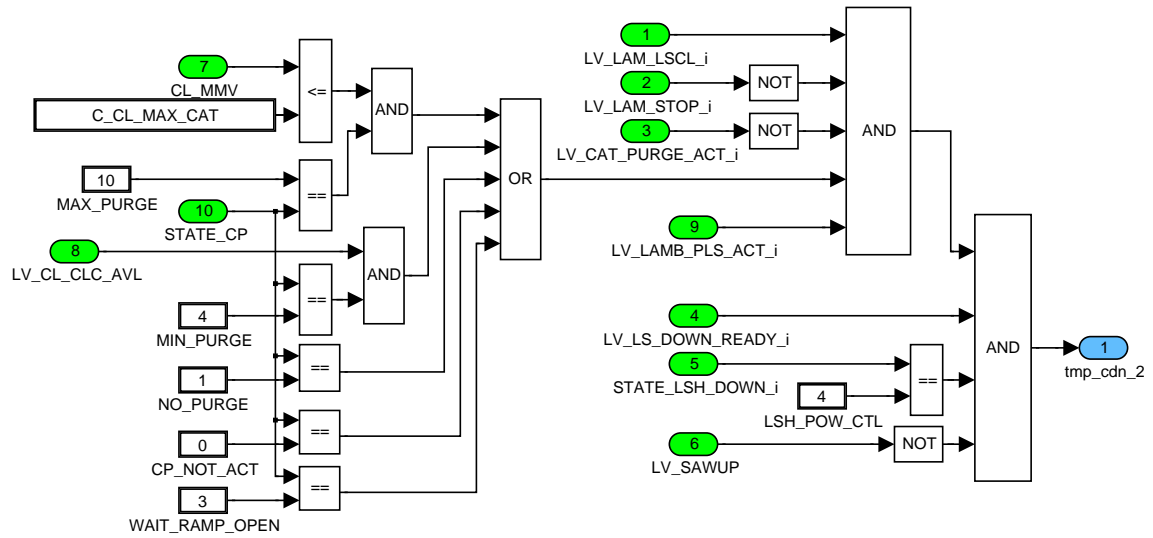 7
CL_MMV
C_CL_MAX_CAT
<=
AND
10
MAX_PURGE
==
10
STATE_CP
8
LV_CL_CLC_AVL
AND
==
4
MIN_PURGE
1
NO_PURGE
==
0
CP_NOT_ACT
==
3
WAIT_RAMP_OPEN
==
OR
1
LV_LAM_LSCL_i
2
LV_LAM_STOP_i
NOT
3
LV_CAT_PURGE_ACT_i
NOT
AND
9
LV_LAMB_PLS_ACT_i
4
LV_LS_DOWN_READY_i
5
STATE_LSH_DOWN_i
==
4
LSH_POW_CTL
6
LV_SAWUP
NOT
AND
1
tmp_cdn_2